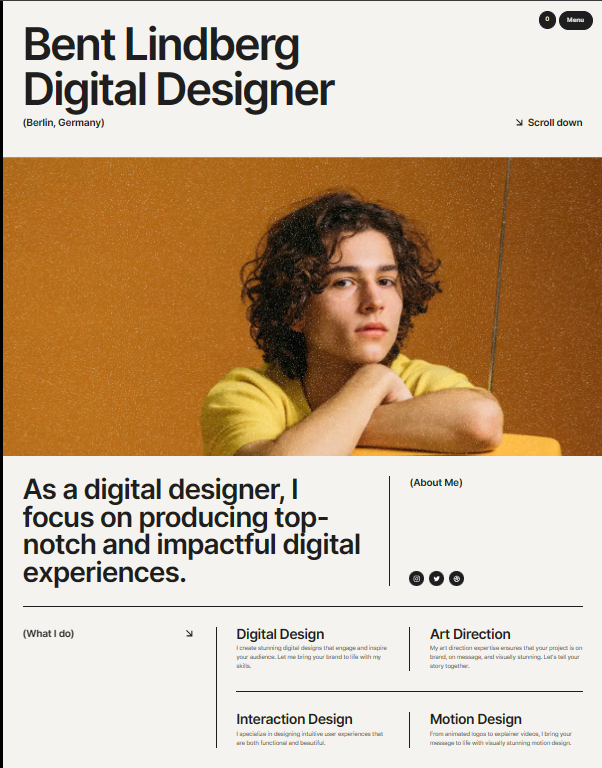 0
Menu
Bent Lindberg
Digital Designer
(Berlin, Germany)
Scroll down
As a digital designer, I
focus on producing top-
notch and impactful digital
experiences.
(About Me)
(What I do)
Digital Design
I create stunning digital designs that engage and inspire
your audience. Let me bring your brand to life with my
skills.
Art Direction
My art direction expertise ensures that your project is on
brand, on message, and visually stunning. Let's tell your
story together.
Interaction Design
I specialize in designing intuitive user experiences that
are both functional and beautiful.
Motion Design
From animated logos to explainer videos, I bring your
message to life with visually stunning motion design.